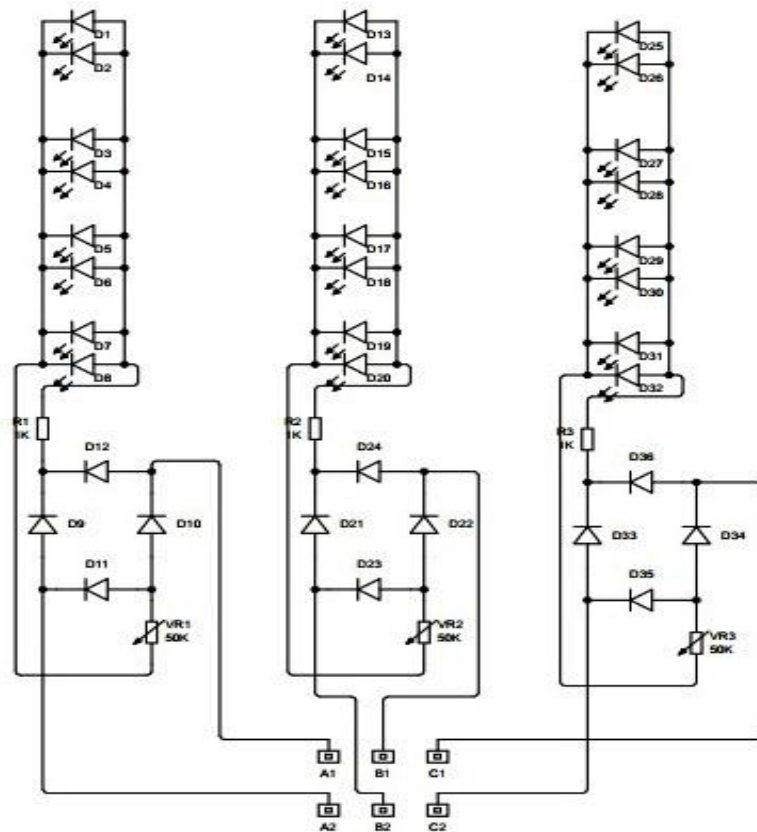 D1
D2
D3
D4
D5
D6
D7
D8
R1
1K
D12
D9
D10
D11
VR1
50K
D13
D14
D15
D16
D17
D18
D19
D20
R2
1K
D24
D21
D22
D23
VR2
50K
D25
D26
D27
D28
D29
D30
D31
D32
R3
1K
D36
D33
D34
D35
VR3
50K
A1
B1
C1
A2
B2
C2